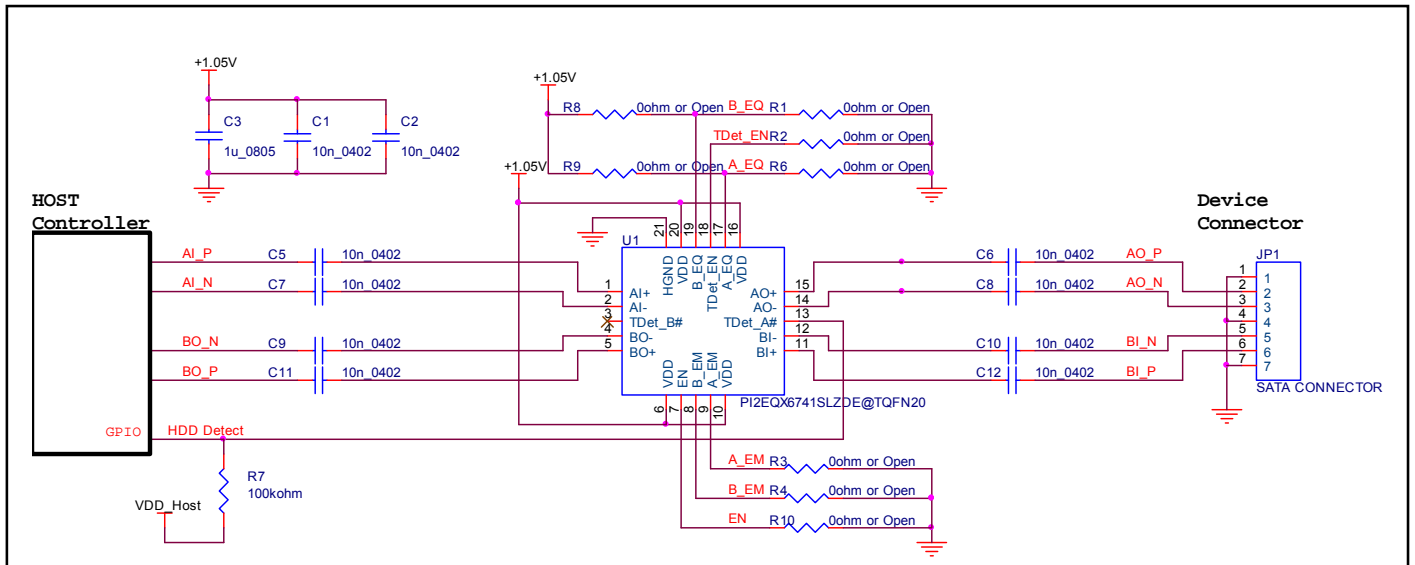 +1.05V
+1.05V
C3
C1
C2
1u_0805
10n_0402
10n_0402
R8
0ohm or Open
B_EQ
R1
0ohm or Open
TDet_EN
R2
0ohm or Open
+1.05V
R9
0ohm or Open
A_EQ
R6
0ohm or Open
HOST
Controller
Device
Connector
21
20
19
18
17
16
U1
HGND
VDD
B_EQ
TDet_EN
A_EQ
VDD
AI_P
C5
10n_0402
1
AI+
AO+
15
C6
10n_0402
AO_P
JP1
AI_N
C7
10n_0402
2
AI-
AO-
14
C8
10n_0402
AO_N
3
TDet_B#
TDet_A#
13
BO_N
C9
10n_0402
4
BO-
BI-
12
C10
10n_0402
BI_N
BO_P
C11
10n_0402
5
BO+
BI+
11
C12
10n_0402
BI_P
1
1
2
2
3
3
4
4
5
5
6
6
7
7
SATA CONNECTOR
VDD
EN
B_EM
A_EM
VDD
6
7
8
9
10
PI2EQX6741SLZDE@TQFN20
GPIO
HDD Detect
R7
100kohm
VDD_Host
A_EM
R3
0ohm or Open
B_EM
R4
0ohm or Open
EN
R10
0ohm or Open